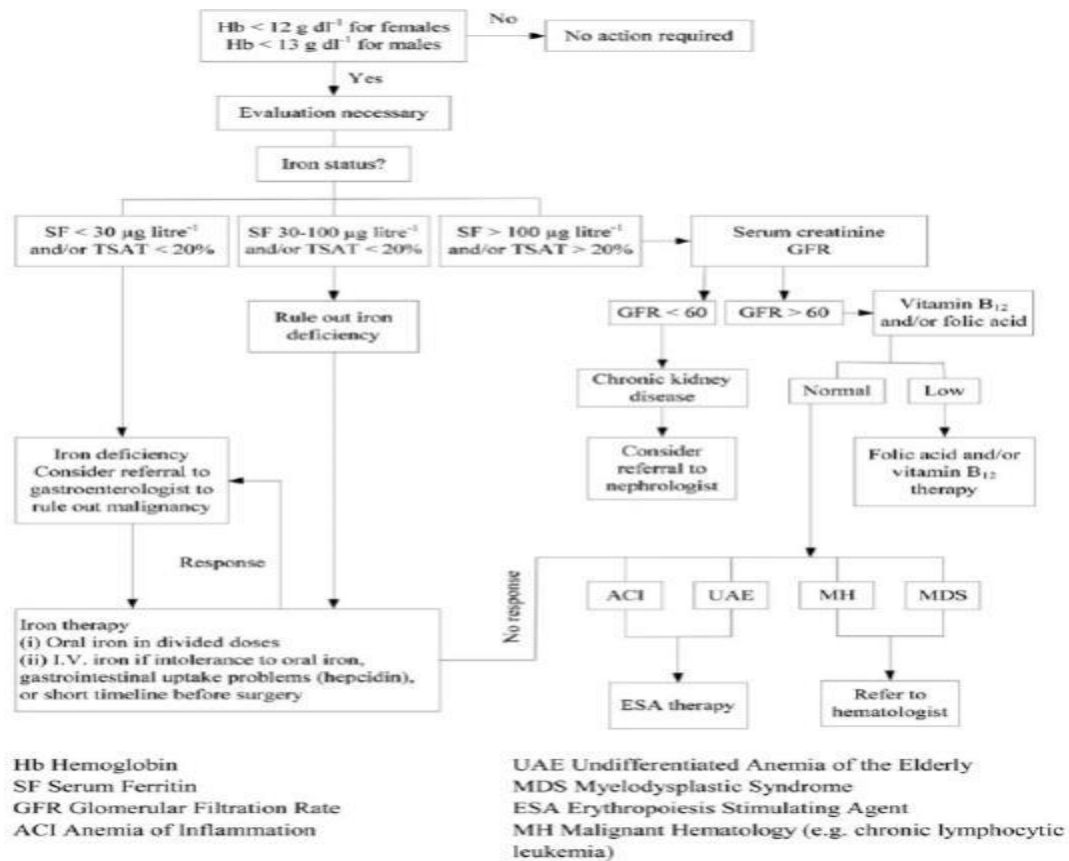 Hb < 12 g dl⁻¹ for females
Hb < 13 g dl⁻¹ for males
No
No action required
Yes
Evaluation necessary
Iron status?
SF < 30 µg litre⁻¹
and/or TSAT < 20%
SF 30-100 µg litre⁻¹
and/or TSAT < 20%
SF > 100 µg litre⁻¹
and/or TSAT > 20%
Serum creatinine
GFR
Rule out iron
deficiency
GFR < 60
GFR > 60
Vitamin B₁₂
and/or folic acid
Chronic kidney
disease
Normal
Low
Iron deficiency
Consider referral to
gastroenterologist to
rule out malignancy
Consider
referral to
nephrologist
Folic acid and/or
vitamin B₁₂
therapy
Response
No response
ACI
UAE
MH
MDS
Iron therapy
(i) Oral iron in divided doses
(ii) I.V. iron if intolerance to oral iron,
gastrointestinal uptake problems (hepcidin),
or short timeline before surgery
ESA therapy
Refer to
hematologist
Hb Hemoglobin
SF Serum Ferritin
GFR Glomerular Filtration Rate
ACI Anemia of Inflammation
UAE Undifferentiated Anemia of the Elderly
MDS Myelodysplastic Syndrome
ESA Erythropoiesis Stimulating Agent
MH Malignant Hematology (e.g. chronic lymphocytic
leukemia)